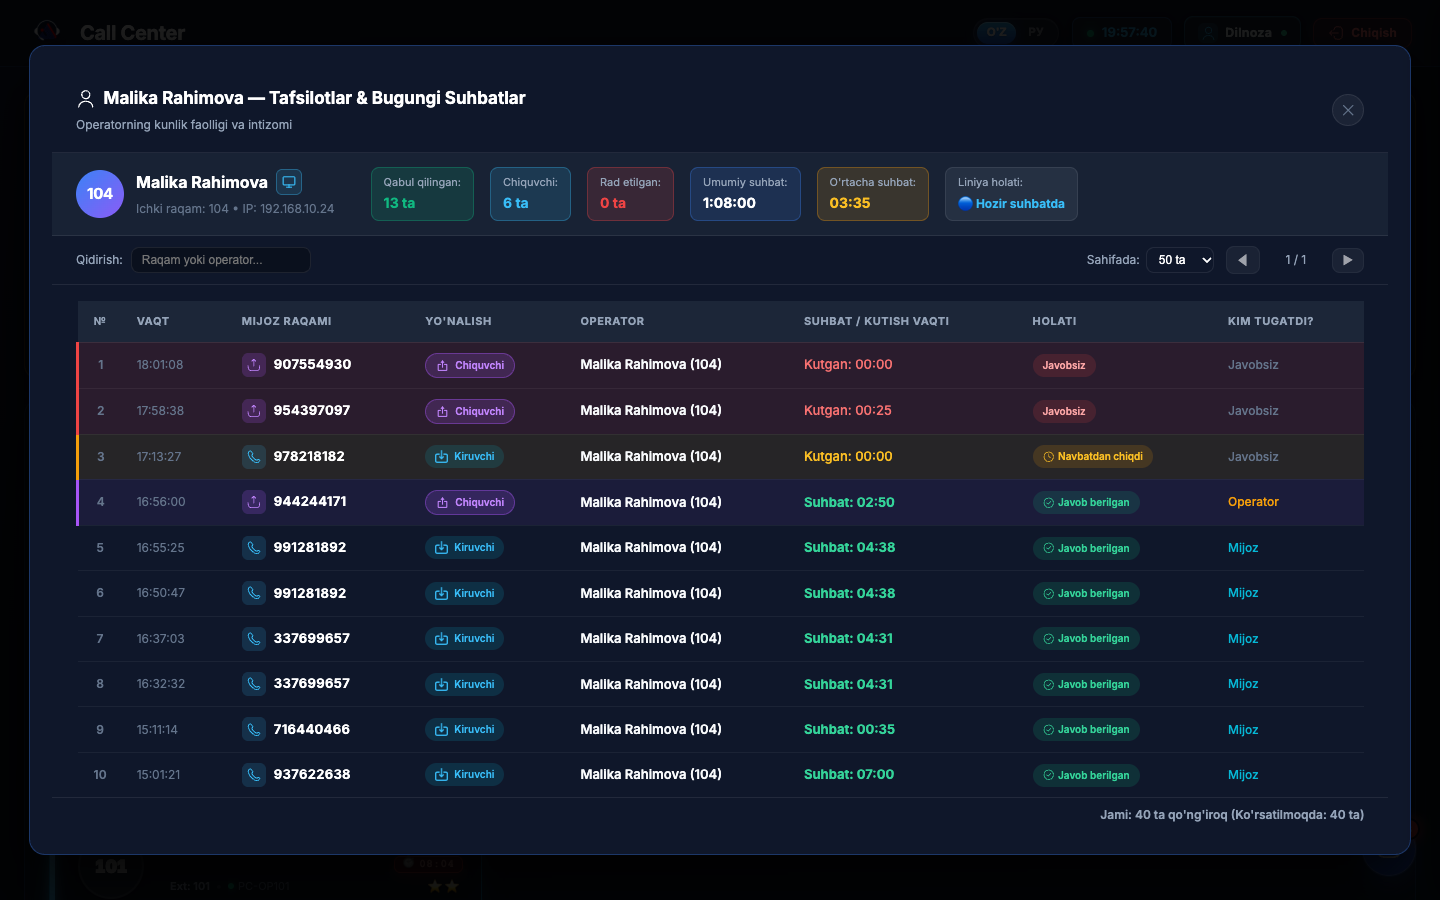 Call Center
O'Z РУ 19:57:40 Dilnoza Chiqish
Malika Rahimova — Tafsilotlar & Bugungi Suhbatlar
Operatorning kunlik faolligi va intizomi
104
Malika Rahimova
Ichki raqam: 104 • IP: 192.168.10.24
Qabul qilingan:
13 ta
Chiquvchi:
6 ta
Rad etilgan:
0 ta
Umumiy suhbat:
1:08:00
O'rtacha suhbat:
03:35
Liniya holati:
Hozir suhbatda
Qidirish: Raqam yoki operator...
Sahifada: 50 ta 1 / 1
№ VAQT MIJOZ RAQAMI YO'NALISH OPERATOR SUHBAT / KUTISH VAQTI HOLATI KIM TUGATDI?
1 18:01:08 907554930 Chiquvchi Malika Rahimova (104) Kutgan: 00:00 Javobsiz Javobsiz
2 17:58:38 954397097 Chiquvchi Malika Rahimova (104) Kutgan: 00:25 Javobsiz Javobsiz
3 17:13:27 978218182 Kiruvchi Malika Rahimova (104) Kutgan: 00:00 Navbatdan chiqdi Javobsiz
4 16:56:00 944244171 Chiquvchi Malika Rahimova (104) Suhbat: 02:50 Javob berilgan Operator
5 16:55:25 991281892 Kiruvchi Malika Rahimova (104) Suhbat: 04:38 Javob berilgan Mijoz
6 16:50:47 991281892 Kiruvchi Malika Rahimova (104) Suhbat: 04:38 Javob berilgan Mijoz
7 16:37:03 337699657 Kiruvchi Malika Rahimova (104) Suhbat: 04:31 Javob berilgan Mijoz
8 16:32:32 337699657 Kiruvchi Malika Rahimova (104) Suhbat: 04:31 Javob berilgan Mijoz
9 15:11:14 716440466 Kiruvchi Malika Rahimova (104) Suhbat: 00:35 Javob berilgan Mijoz
10 15:01:21 937622638 Kiruvchi Malika Rahimova (104) Suhbat: 07:00 Javob berilgan Mijoz
Jami: 40 ta qo'ng'iroq (Ko'rsatilmoqda: 40 ta)
101
Ext: 101